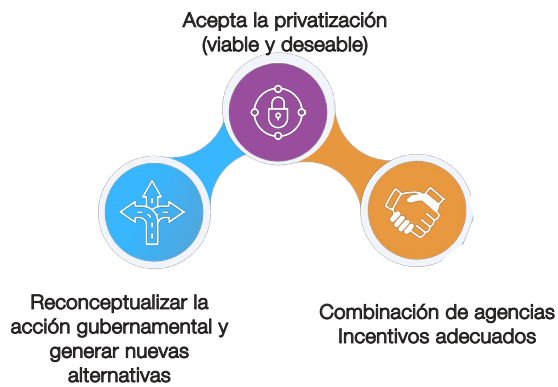 Acepta la privatización
(viable y deseable)
Reconceptualizar la
acción gubernamental y
generar nuevas
alternativas
Combinación de agencias
Incentivos adecuados